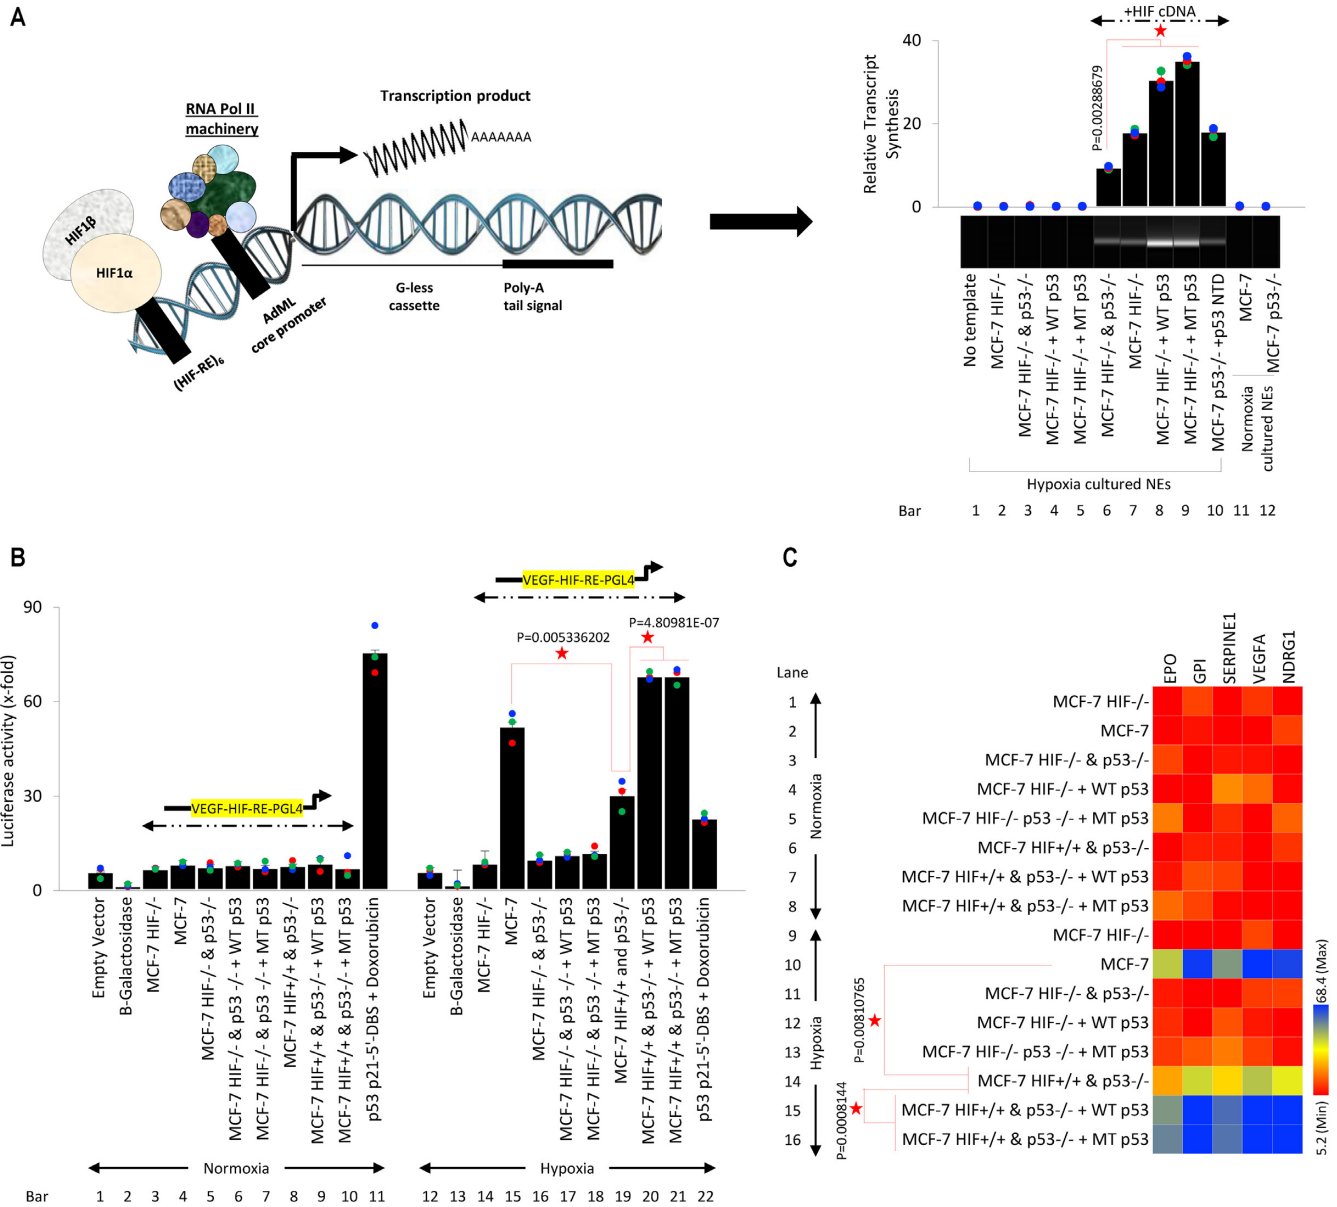 A
RNA Pol II
machinery
Transcription product
AAAAAAA
HIF1β
HIF1α
(HIF-RE)6
AdML
core promoter
G-less
cassette
Poly-A
tail signal
+HIF cDNA
P=0.00288679
Relative Transcript
Synthesis
40
20
0
No template
MCF-7 HIF-/-
MCF-7 HIF-/- & p53-/-
MCF-7 HIF-/- + WT p53
MCF-7 HIF-/- + MT p53
MCF-7 HIF-/- & p53-/-
MCF-7 HIF-/-
MCF-7 HIF-/- + WT p53
MCF-7 HIF-/- + MT p53
MCF-7 p53-/- +p53 NTD
MCF-7
MCF-7 p53-/-
Normoxia
cultured NEs
Hypoxia cultured NEs
Bar 1 2 3 4 5 6 7 8 9 10 11 12
B
VEGF-HIF-RE-PGL4
P=0.005336202
P=4.80981E-07
VEGF-HIF-RE-PGL4
Luciferase activity (x-fold)
90
60
30
0
Empty Vector
B-Galactosidase
MCF-7 HIF-/-
MCF-7
MCF-7 HIF-/- & p53-/-
MCF-7 HIF-/- & p53 -/- + WT p53
MCF-7 HIF-/- & p53 -/- + MT p53
MCF-7 HIF+/+ & p53-/-
MCF-7 HIF+/+ & p53-/- + WT p53
MCF-7 HIF+/+ & p53-/- + MT p53
p53 p21-5'-DBS + Doxorubicin
Empty Vector
B-Galactosidase
MCF-7 HIF-/-
MCF-7
MCF-7 HIF-/- & p53-/-
MCF-7 HIF-/- & p53 -/- + WT p53
MCF-7 HIF-/- & p53 -/- + MT p53
MCF-7 HIF+/+ and p53-/-
MCF-7 HIF+/+ & p53-/- + WT p53
MCF-7 HIF+/+ & p53-/- + MT p53
p53 p21-5'-DBS + Doxorubicin
Normoxia
Hypoxia
Bar 1 2 3 4 5 6 7 8 9 10 11 12 13 14 15 16 17 18 19 20 21 22
C
EPO
GPI
SERPINE1
VEGFA
NDRG1
Lane
1 MCF-7 HIF-/-
2 MCF-7
3 MCF-7 HIF-/- & p53-/-
4 MCF-7 HIF-/- + WT p53
5 MCF-7 HIF-/- p53 -/- + MT p53
6 MCF-7 HIF+/+ & p53-/-
7 MCF-7 HIF+/+ & p53-/- + WT p53
8 MCF-7 HIF+/+ & p53-/- + MT p53
9 MCF-7 HIF-/-
10 MCF-7
11 MCF-7 HIF-/- & p53-/-
12 MCF-7 HIF-/- + WT p53
13 MCF-7 HIF-/- p53 -/- + MT p53
14 MCF-7 HIF+/+ & p53-/-
15 MCF-7 HIF+/+ & p53-/- + WT p53
16 MCF-7 HIF+/+ & p53-/- + MT p53
Normoxia
Hypoxia
P=0.00810765
P=0.0008144
5.2 (Min)
68.4 (Max)